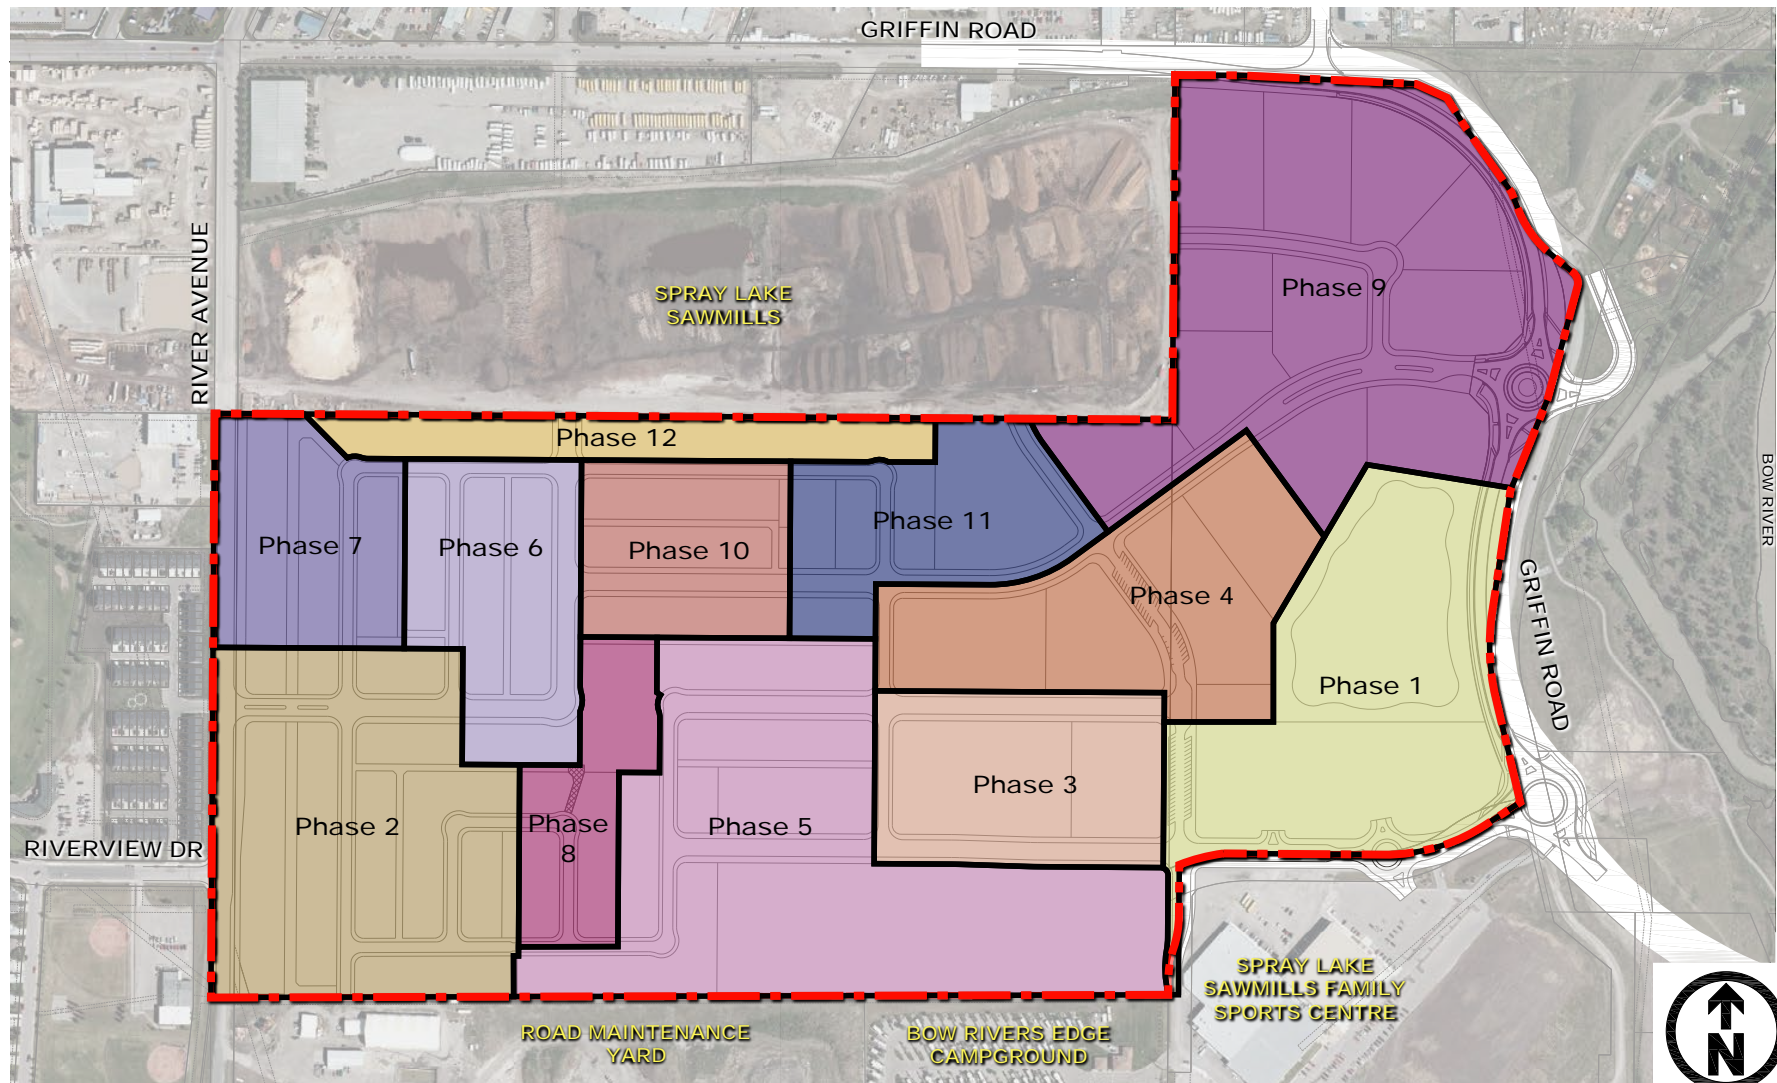 GRIFFIN ROAD
RIVER AVENUE
SPRAY LAKE
SAWMILLS
Phase 9
Phase 12
BOW RIVER
Phase 11
Phase 7
Phase 6
Phase 10
Phase 4
GRIFFIN ROAD
Phase 1
Phase 3
Phase 2
Phase
8
Phase 5
RIVERVIEW DR
SPRAY LAKE
SAWMILLS FAMILY
SPORTS CENTRE
ROAD MAINTENANCE
YARD
BOW RIVERS EDGE
CAMPGROUND
N